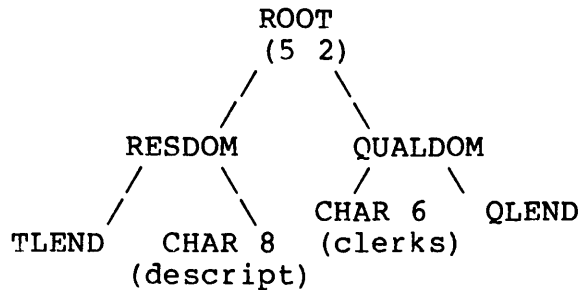 ROOT
(5 2)
RESDOM QUALDOM
TLEND CHAR 8 CHAR 6 QLEND
(descript) (clerks)